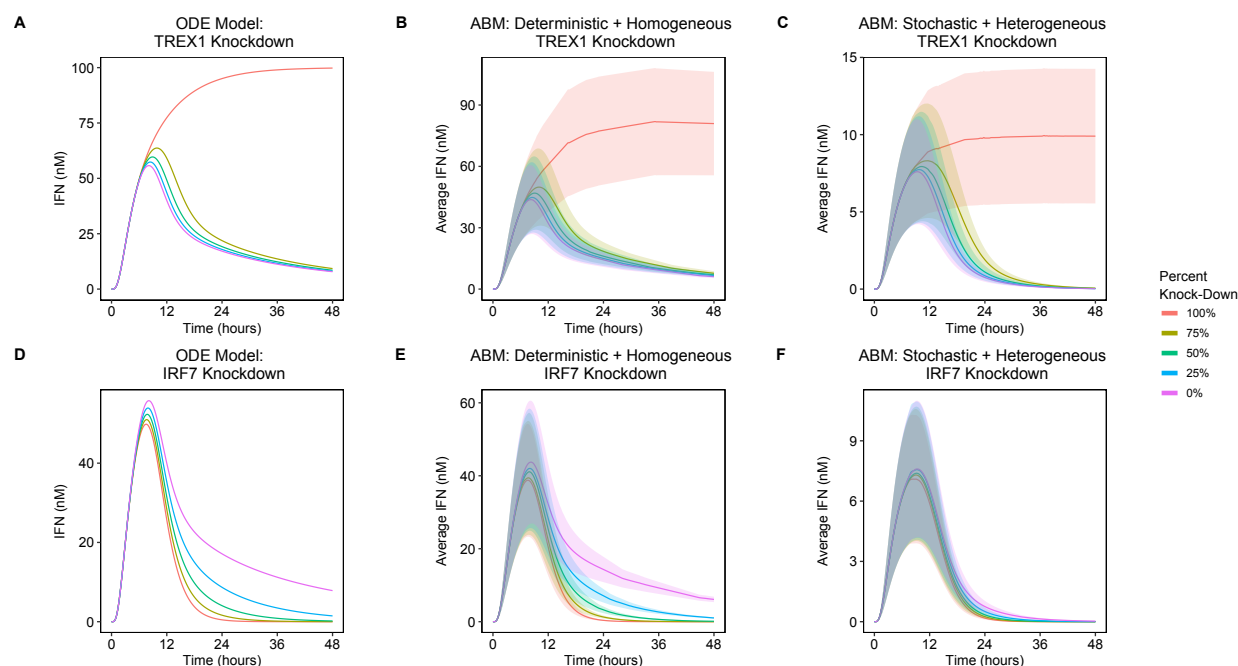 A
ODE Model:
TREX1 Knockdown
IFN (nM)
100
75
50
25
0
0 12 24 36 48
Time (hours)
B
ABM: Deterministic + Homogeneous
TREX1 Knockdown
Average IFN (nM)
90
60
30
0
0 12 24 36 48
Time (hours)
C
ABM: Stochastic + Heterogeneous
TREX1 Knockdown
Average IFN (nM)
15
10
5
0
0 12 24 36 48
Time (hours)
Percent
Knock-Down
100%
75%
50%
25%
0%
D
ODE Model:
IRF7 Knockdown
IFN (nM)
40
20
0
0 12 24 36 48
Time (hours)
E
ABM: Deterministic + Homogeneous
IRF7 Knockdown
Average IFN (nM)
60
40
20
0
0 12 24 36 48
Time (hours)
F
ABM: Stochastic + Heterogeneous
IRF7 Knockdown
Average IFN (nM)
9
6
3
0
0 12 24 36 48
Time (hours)